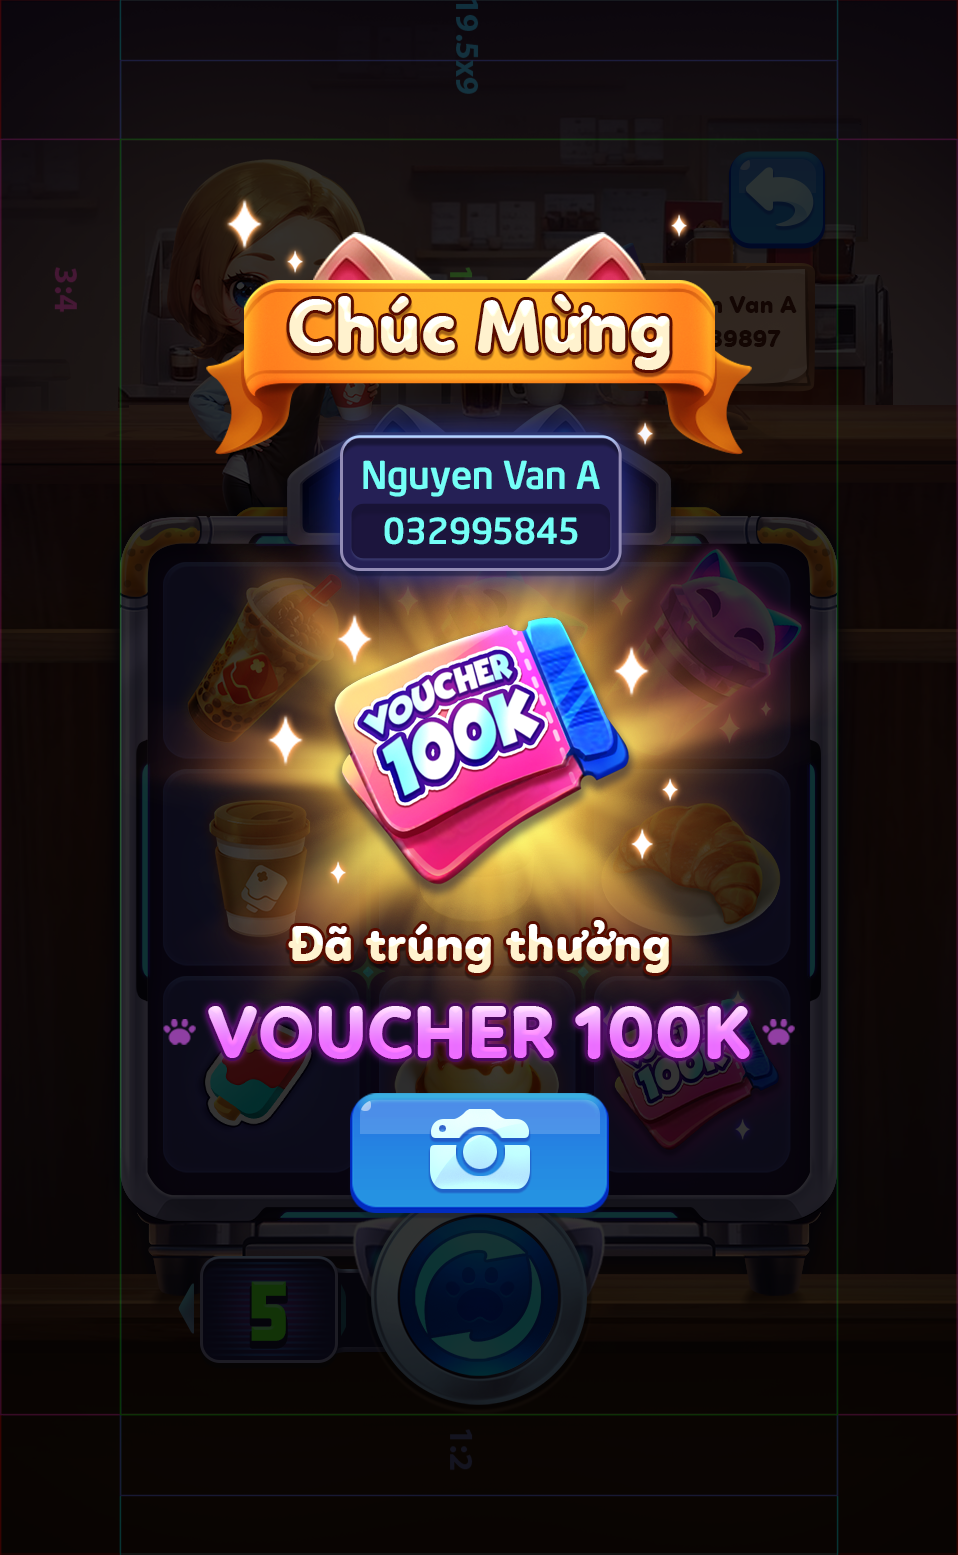 19.5x9
3:4
Chúc Mừng
n Van A
39897
Nguyen Van A
032995845
VOUCHER
100K
Đã trúng thưởng
VOUCHER 100K
100K
5
1:2